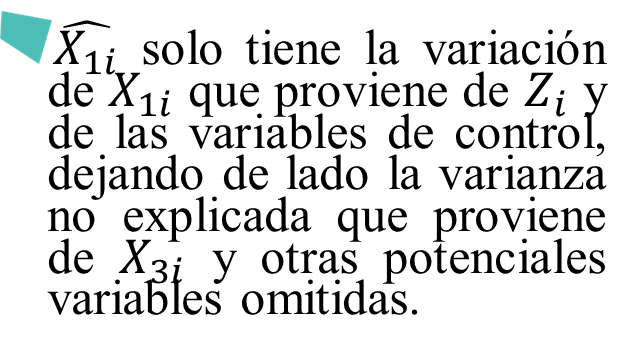 $\widehat{X_{1i}}$ solo tiene la variación
de $X_{1i}$ que proviene de $Z_i$ y
de las variables de control,
dejando de lado la varianza
no explicada que proviene
de $X_{3i}$ y otras potenciales
variables omitidas.